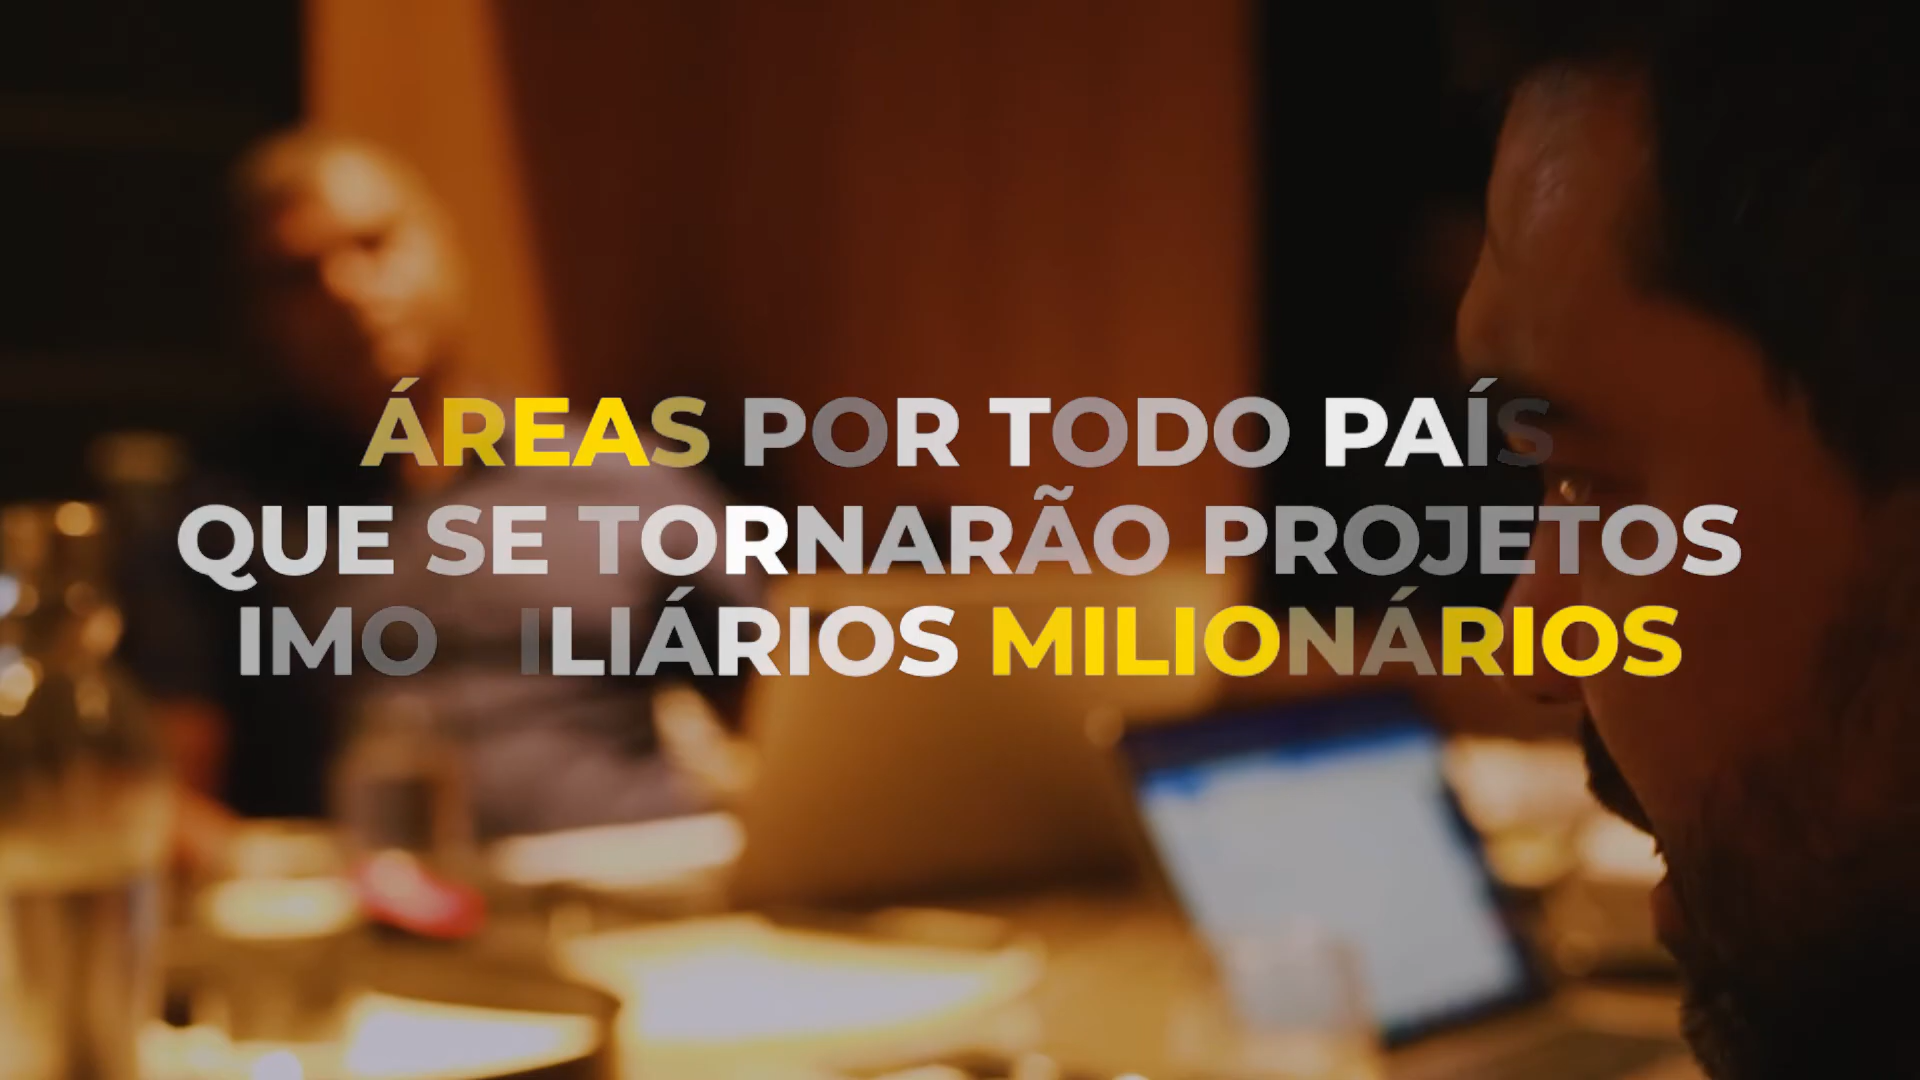 ÁREAS POR TODO PAÍS
QUE SE TORNARÃO PROJETOS
IMO ILIÁRIOS MILIONÁRIOS